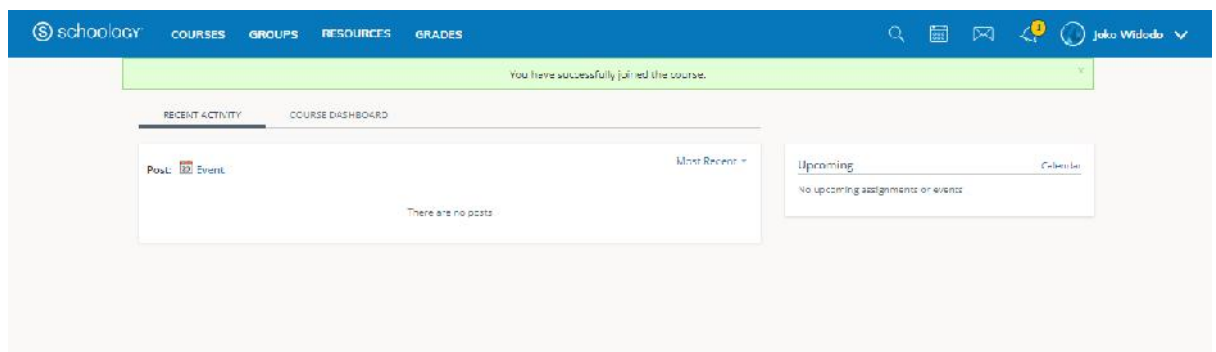 schoology COURSES GROUPS RESOURCES GRADES Joko Widodo
You have successfully joined the course. x
RECENT ACTIVITY COURSE DASHBOARD
Post: Event Most Recent
Upcoming Calendar
No upcoming assignments or events
There are no posts